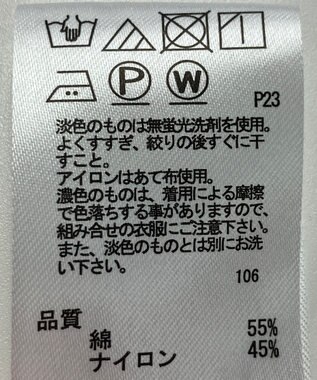 P W P23
淡色のものは無蛍光洗剤を使用。
よくすすぎ、絞りの後すぐに干
すこと。
アイロンはあて布使用。
濃色のものは、着用による摩擦
で色落ちする事がありますので、
組み合せの衣服にご注意下さい。
また、淡色のものとは別にお洗
い下さい。
106
品質
綿 55%
ナイロン 45%